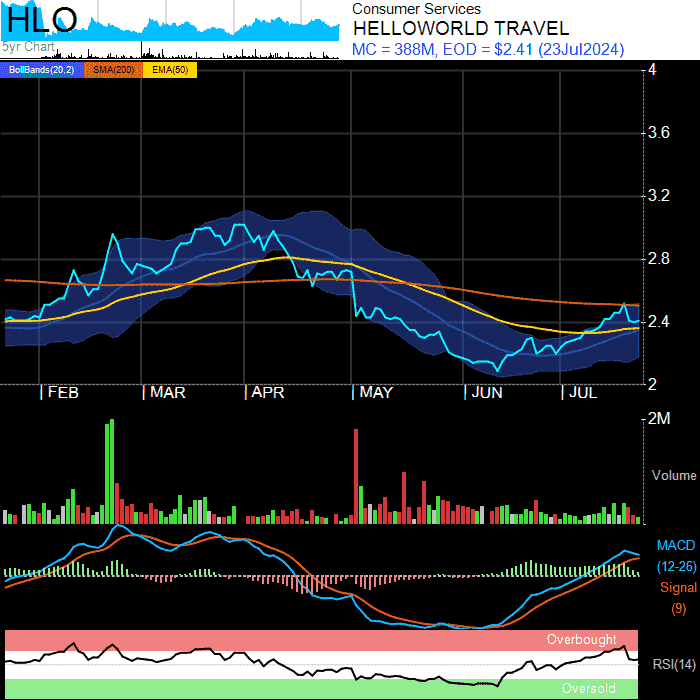 HLO
5yr Chart
Consumer Services
HELLOWORLD TRAVEL
MC = 388M, EOD = $2.41 (23Jul2024)
BollBands(20,2) SMA(200) EMA(50)
4
3.6
3.2
2.8
2.4
2
FEB MAR APR MAY JUN JUL
2M
Volume
MACD
(12-26)
Signal
(9)
Overbought
RSI(14)
Oversold